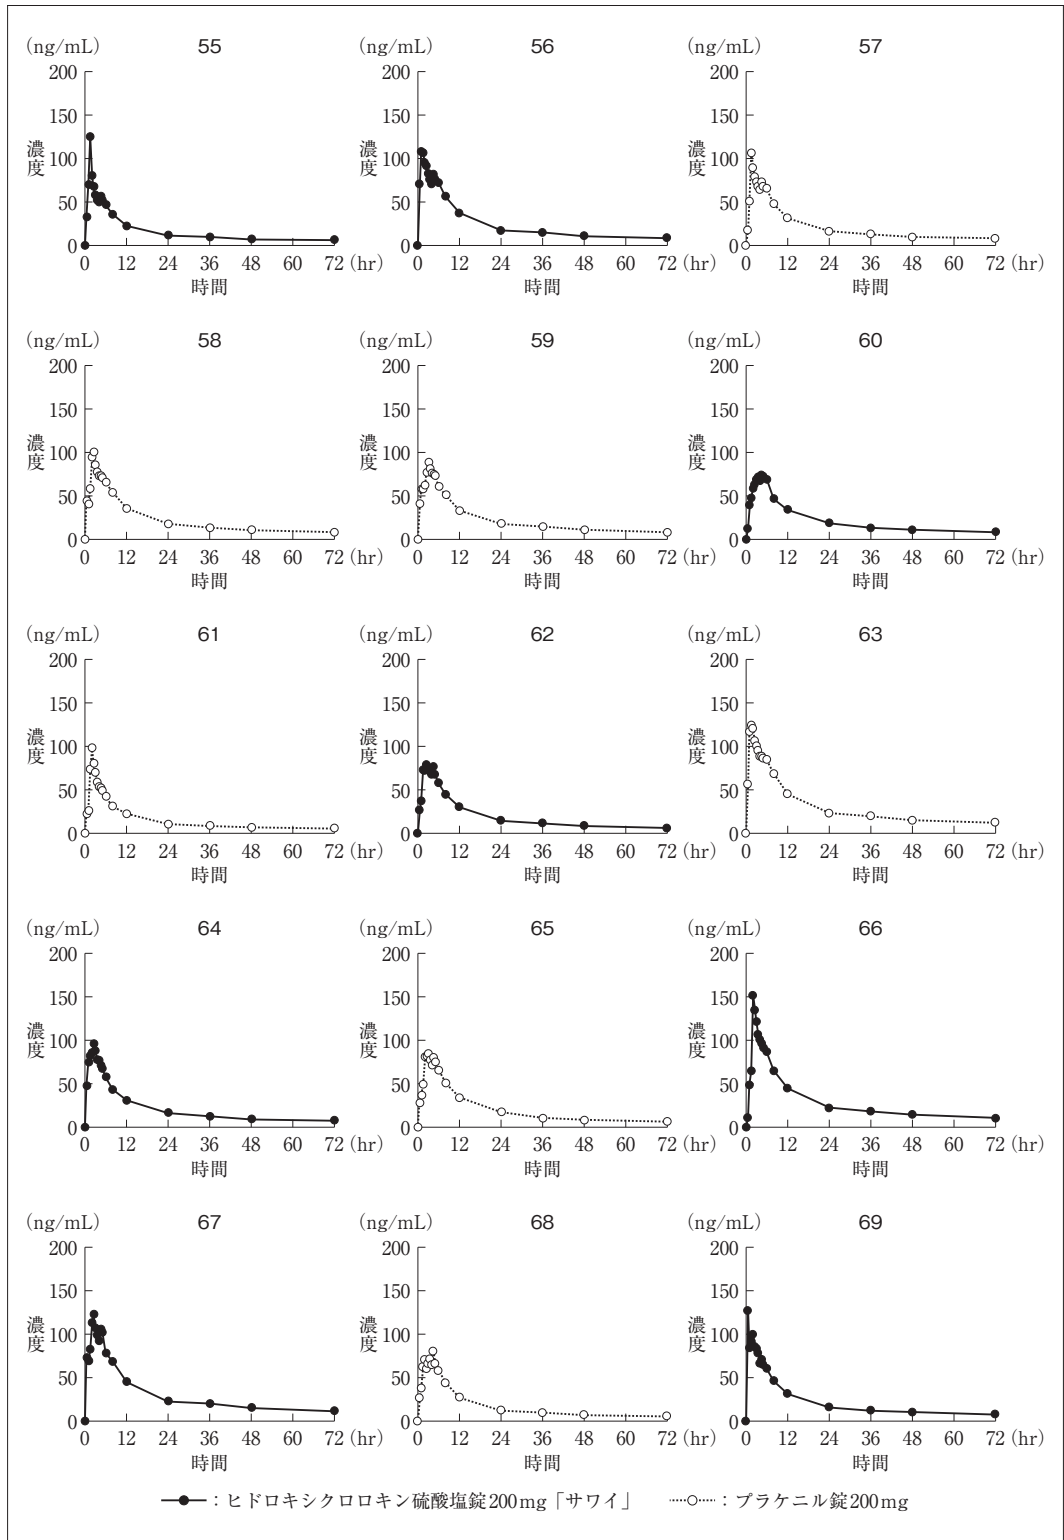 (ng/mL) 55
200
150
100
50
0
濃度
0 12 24 36 48 60 72 (hr)
時間
(ng/mL) 56
200
150
100
50
0
濃度
0 12 24 36 48 60 72 (hr)
時間
(ng/mL) 57
200
150
100
50
0
濃度
0 12 24 36 48 60 72 (hr)
時間
(ng/mL) 58
200
150
100
50
0
濃度
0 12 24 36 48 60 72 (hr)
時間
(ng/mL) 59
200
150
100
50
0
濃度
0 12 24 36 48 60 72 (hr)
時間
(ng/mL) 60
200
150
100
50
0
濃度
0 12 24 36 48 60 72 (hr)
時間
(ng/mL) 61
200
150
100
50
0
濃度
0 12 24 36 48 60 72 (hr)
時間
(ng/mL) 62
200
150
100
50
0
濃度
0 12 24 36 48 60 72 (hr)
時間
(ng/mL) 63
200
150
100
50
0
濃度
0 12 24 36 48 60 72 (hr)
時間
(ng/mL) 64
200
150
100
50
0
濃度
0 12 24 36 48 60 72 (hr)
時間
(ng/mL) 65
200
150
100
50
0
濃度
0 12 24 36 48 60 72 (hr)
時間
(ng/mL) 66
200
150
100
50
0
濃度
0 12 24 36 48 60 72 (hr)
時間
(ng/mL) 67
200
150
100
50
0
濃度
0 12 24 36 48 60 72 (hr)
時間
(ng/mL) 68
200
150
100
50
0
濃度
0 12 24 36 48 60 72 (hr)
時間
(ng/mL) 69
200
150
100
50
0
濃度
0 12 24 36 48 60 72 (hr)
時間
：ヒドロキシクロロキン硫酸塩錠200mg「サワイ」 ：プラケニル錠200mg